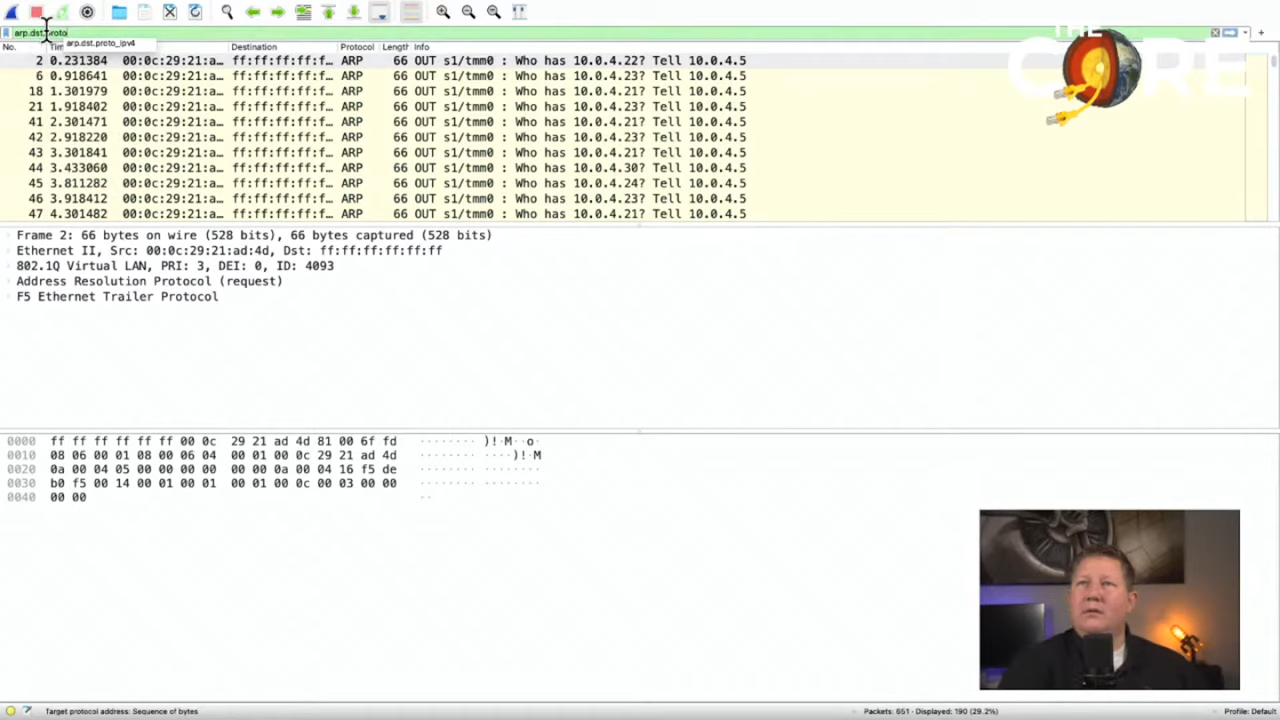 arp.dst.proto
arp.dst.proto_ipv4
THE
CORE
No. Tim Destination Protocol Length Info
2 0.231384 00:0c:29:21:a… ff:ff:ff:ff:f… ARP 66 OUT s1/tmm0 : Who has 10.0.4.22? Tell 10.0.4.5
6 0.918641 00:0c:29:21:a… ff:ff:ff:ff:f… ARP 66 OUT s1/tmm0 : Who has 10.0.4.23? Tell 10.0.4.5
18 1.301979 00:0c:29:21:a… ff:ff:ff:ff:f… ARP 66 OUT s1/tmm0 : Who has 10.0.4.21? Tell 10.0.4.5
21 1.918402 00:0c:29:21:a… ff:ff:ff:ff:f… ARP 66 OUT s1/tmm0 : Who has 10.0.4.23? Tell 10.0.4.5
41 2.301471 00:0c:29:21:a… ff:ff:ff:ff:f… ARP 66 OUT s1/tmm0 : Who has 10.0.4.21? Tell 10.0.4.5
42 2.918220 00:0c:29:21:a… ff:ff:ff:ff:f… ARP 66 OUT s1/tmm0 : Who has 10.0.4.23? Tell 10.0.4.5
43 3.301841 00:0c:29:21:a… ff:ff:ff:ff:f… ARP 66 OUT s1/tmm0 : Who has 10.0.4.21? Tell 10.0.4.5
44 3.433060 00:0c:29:21:a… ff:ff:ff:ff:f… ARP 66 OUT s1/tmm0 : Who has 10.0.4.30? Tell 10.0.4.5
45 3.811282 00:0c:29:21:a… ff:ff:ff:ff:f… ARP 66 OUT s1/tmm0 : Who has 10.0.4.24? Tell 10.0.4.5
46 3.918412 00:0c:29:21:a… ff:ff:ff:ff:f… ARP 66 OUT s1/tmm0 : Who has 10.0.4.23? Tell 10.0.4.5
47 4.301482 00:0c:29:21:a… ff:ff:ff:ff:f… ARP 66 OUT s1/tmm0 : Who has 10.0.4.21? Tell 10.0.4.5
Frame 2: 66 bytes on wire (528 bits), 66 bytes captured (528 bits)
Ethernet II, Src: 00:0c:29:21:ad:4d, Dst: ff:ff:ff:ff:ff:ff
802.1Q Virtual LAN, PRI: 3, DEI: 0, ID: 4093
Address Resolution Protocol (request)
F5 Ethernet Trailer Protocol
0000 ff ff ff ff ff ff 00 0c 29 21 ad 4d 81 00 6f fd ········ )!·M··o·
0010 08 06 00 01 08 00 06 04 00 01 00 0c 29 21 ad 4d ········ ····)!·M
0020 0a 00 04 05 00 00 00 00 00 00 0a 00 04 16 f5 de ········ ········
0030 b0 f5 00 14 00 01 00 01 00 01 00 0c 00 03 00 00 ········ ········
0040 00 00 ··
Target protocol address: Sequence of bytes Packets: 651 · Displayed: 190 (29.2%) Profile: Default